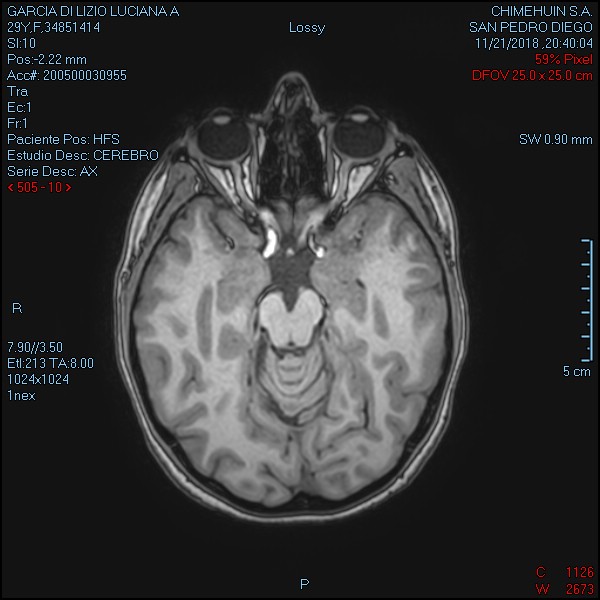 GARCIA DI LIZIO LUCIANA A
29Y,F,34851414
Sl:10
Pos:-2.22 mm
Acc#: 200500030955
Tra
Ec:1
Fr:1
Paciente Pos: HFS
Estudio Desc: CEREBRO
Serie Desc: AX
< 505 - 10 >
Lossy
CHIMEHUIN S.A.
SAN PEDRO DIEGO
11/21/2018 ,20:40:04
59% Pixel
DFOV 25.0 x 25.0 cm
SW 0.90 mm
R
7.90//3.50
Etl:213 TA:8.00
1024x1024
1nex
5 cm
P
C 1126
W 2673